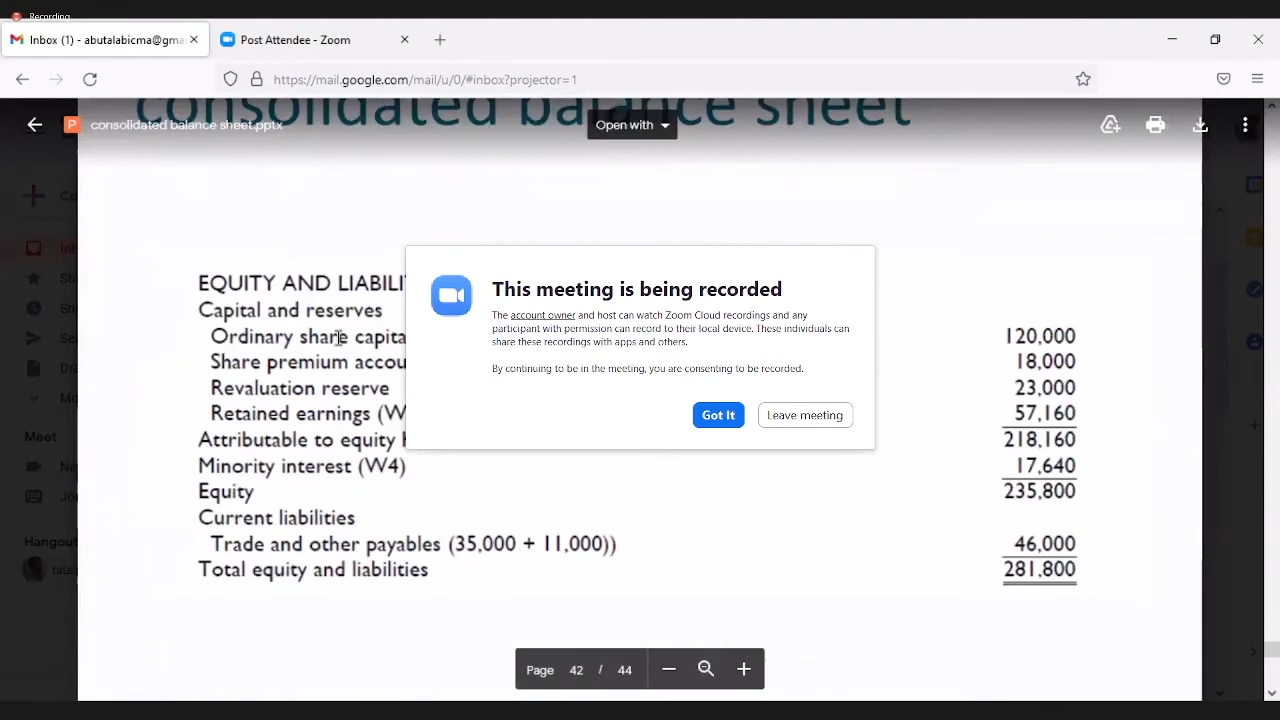 Recording
Inbox (1) - abutalabicma@gma
Post Attendee - Zoom
https://mail.google.com/mail/u/0/#inbox?projector=1
consolidated balance sheet
consolidated balance sheet.pptx
Open with
EQUITY AND LIABILI
Capital and reserves
Ordinary share capita
120,000
Share premium accou
18,000
Revaluation reserve
23,000
Retained earnings (W
57,160
Attributable to equity
218,160
Minority interest (W4)
17,640
Equity
235,800
Current liabilities
Trade and other payables (35,000 + 11,000))
46,000
Total equity and liabilities
281,800
This meeting is being recorded
The account owner and host can watch Zoom Cloud recordings and any
participant with permission can record to their local device. These individuals can
share these recordings with apps and others.
By continuing to be in the meeting, you are consenting to be recorded.
Got It
Leave meeting
Meet
Hangout
Page 42 / 44